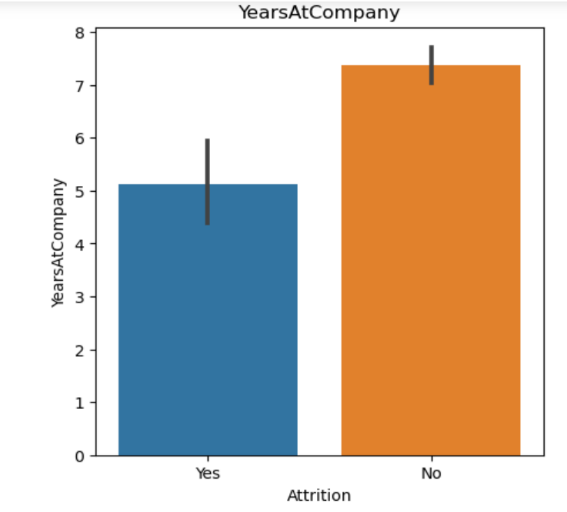 YearsAtCompany
8
7
6
5
4
3
2
1
0
YearsAtCompany
Yes No
Attrition